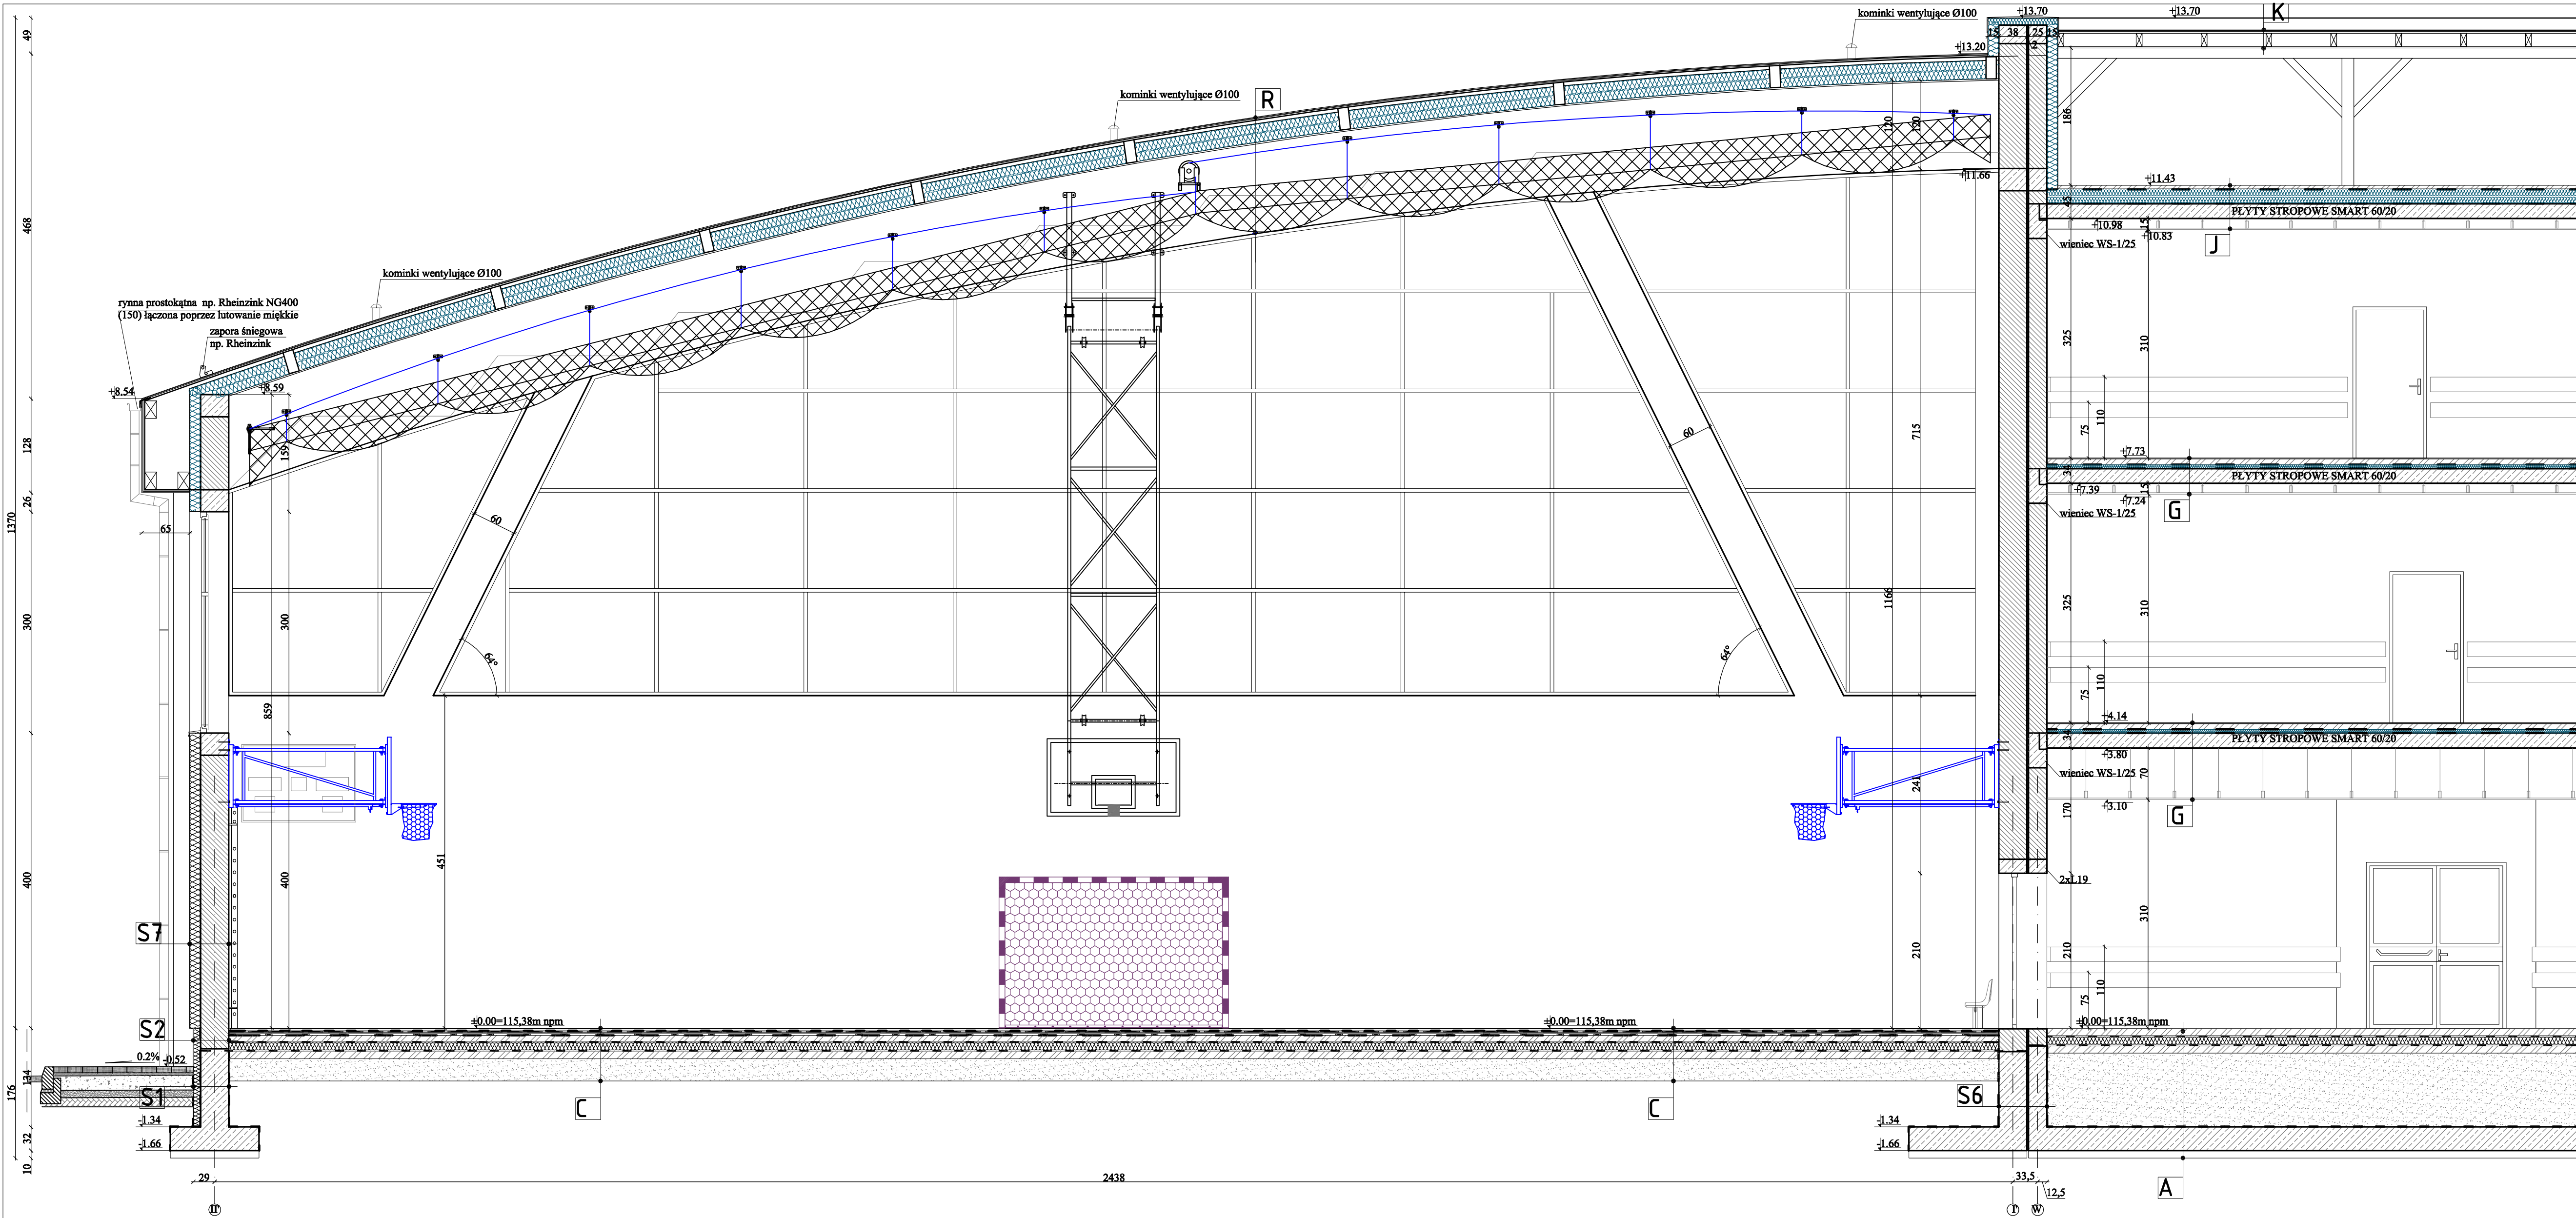 kominki wentylujące Ø100
+13.70
+13.70
K
49
15
38
25
15
2
+13.20
kominki wentylujące Ø100
R
120
120
186
+11.66
+11.43
45
PŁYTY STROPOWE SMART 60/20
468
+10.98
15
+10.83
J
wieniec WS-1/25
kominki wentylujące Ø100
rynna prostokątna np. Rheinzink NG400
(150) łączona poprzez lutowanie miękkie
zapora śniegowa
np. Rheinzink
325
310
+8.54
+8.59
110
75
128
159
60
715
+7.73
34
PŁYTY STROPOWE SMART 60/20
15
+7.39
+7.24
G
wieniec WS-1/25
26
1370
65
60
300
300
1166
325
310
64°
64°
110
75
859
+4.14
34
PŁYTY STROPOWE SMART 60/20
+3.80
wieniec WS-1/25
70
241
170
+3.10
G
451
400
400
2xL19
310
S7
210
210
110
75
S2
±0.00=115,38m npm
±0.00=115,38m npm
±0.00=115,38m npm
0.2%
-0.52
134
176
S1
C
C
S6
-1.34
-1.34
32
-1.66
-1.66
10
29
2438
33,5
12,5
A
II'
I'
W